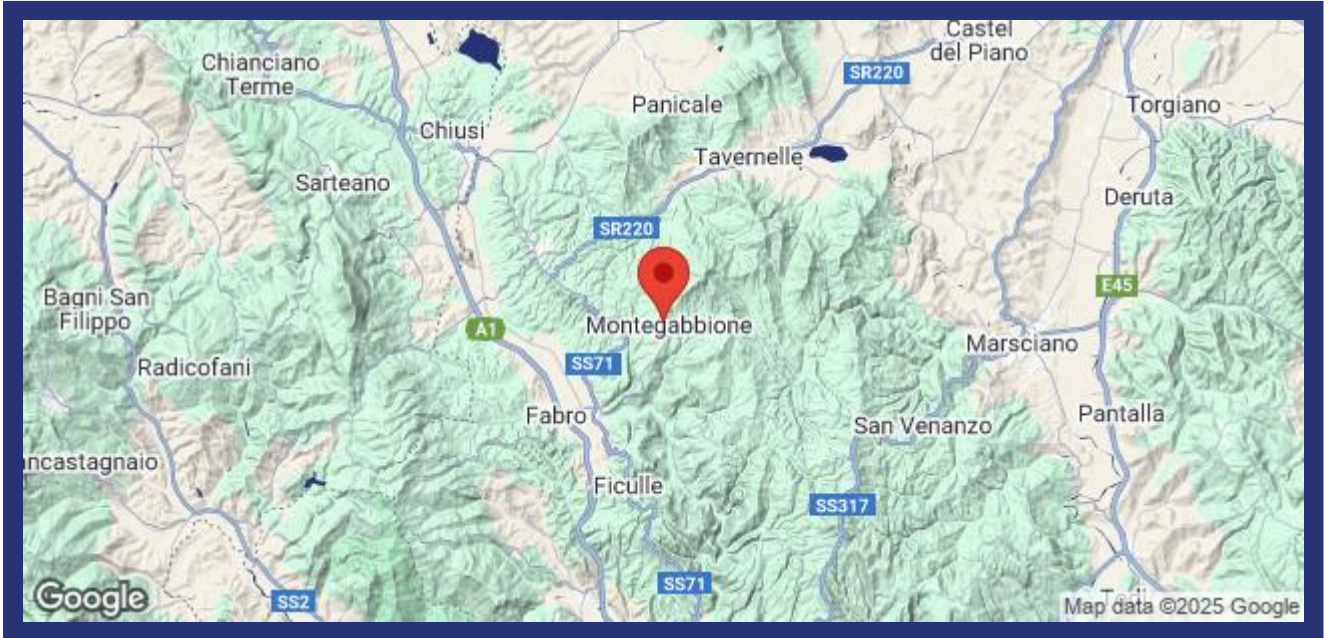 Castel
del Piano
Chianciano
Terme
SR220
Panicale
Torgiano
Chiusi
Tavernelle
Sarteano
Deruta
SR220
Bagni San
Filippo
E45
Montegabbione
A1
Marsciano
Radicofani
SS71
Fabro
Pantalla
San Venanzo
ncastagnaio
Ficulle
SS317
SS71
Google
SS2
Map data ©2025 Google